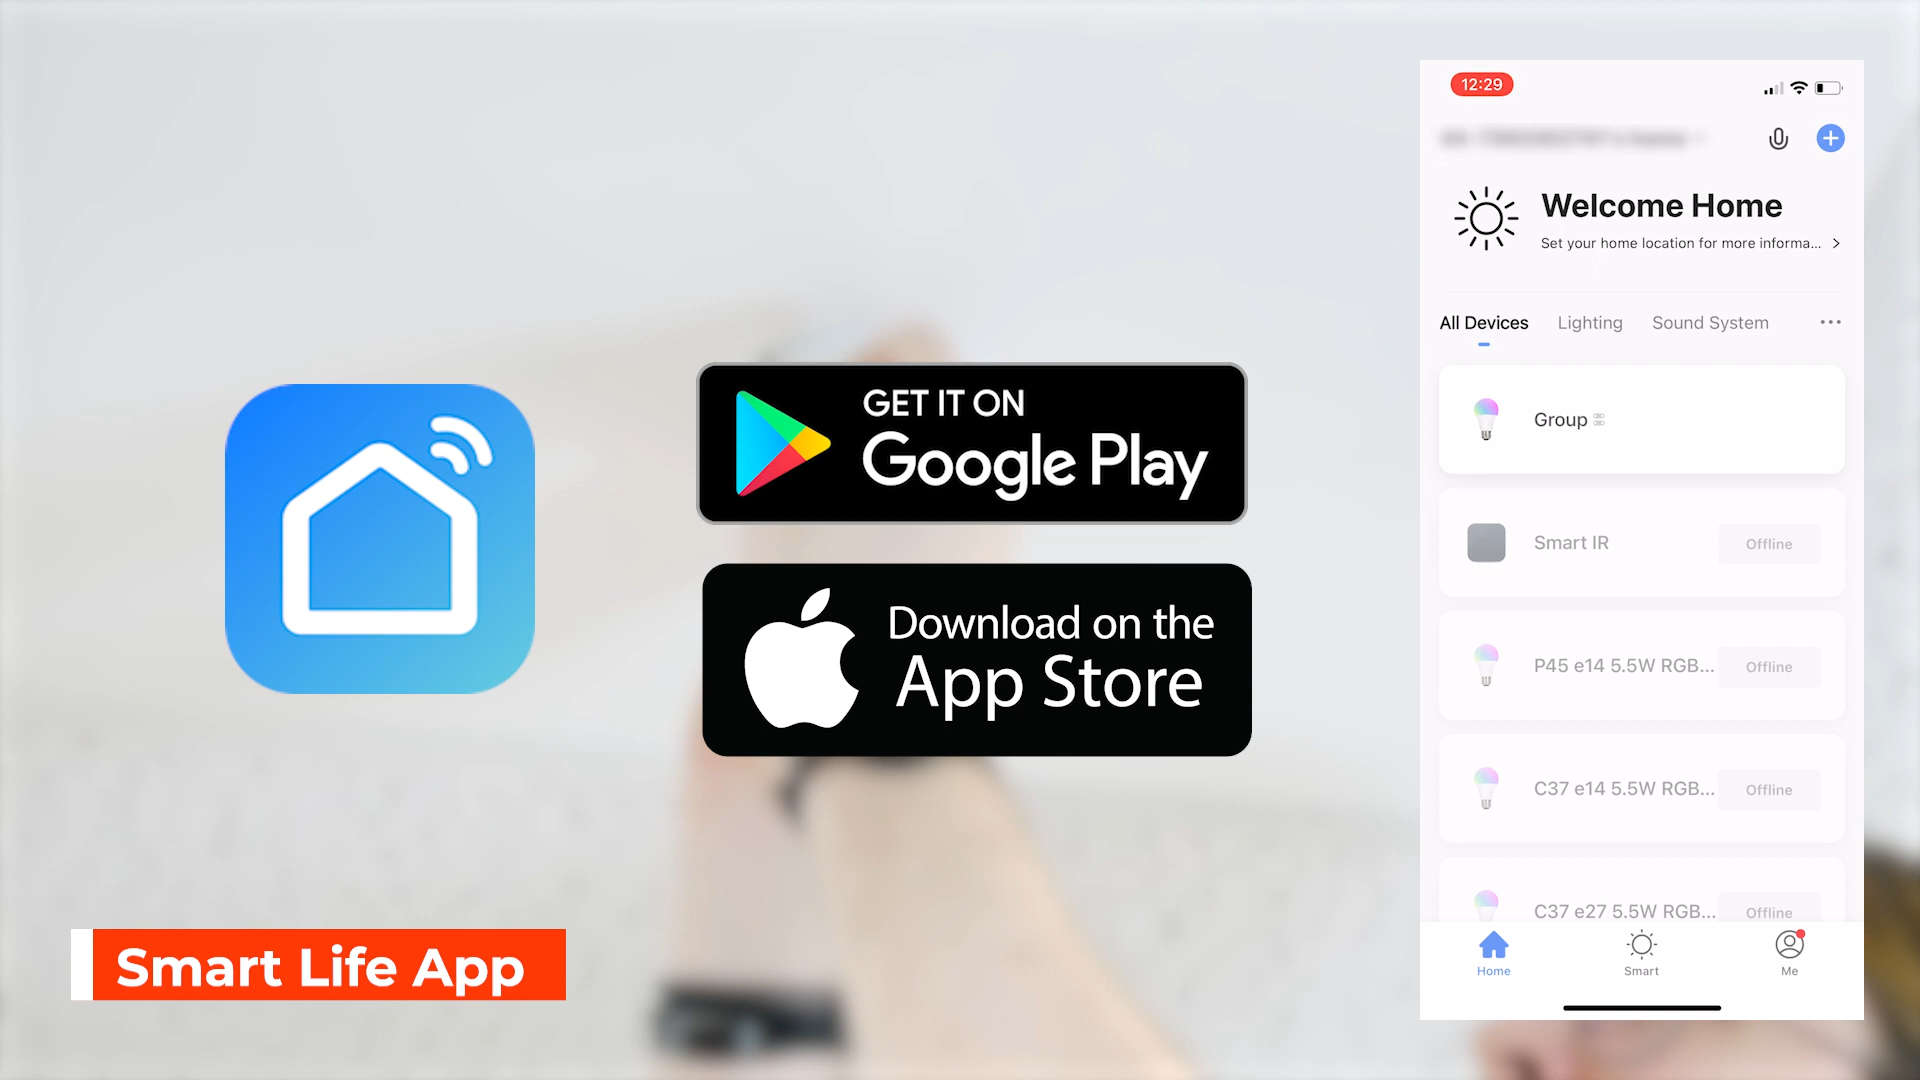 GET IT ON
Google Play
Download on the
App Store
Smart Life App
12:29
Welcome Home
Set your home location for more informa...
All Devices
Lighting
Sound System
Group
Smart IR
Offline
P45 e14 5.5W RGB...
Offline
C37 e14 5.5W RGB...
Offline
C37 e27 5.5W RGB...
Offline
Home
Smart
Me